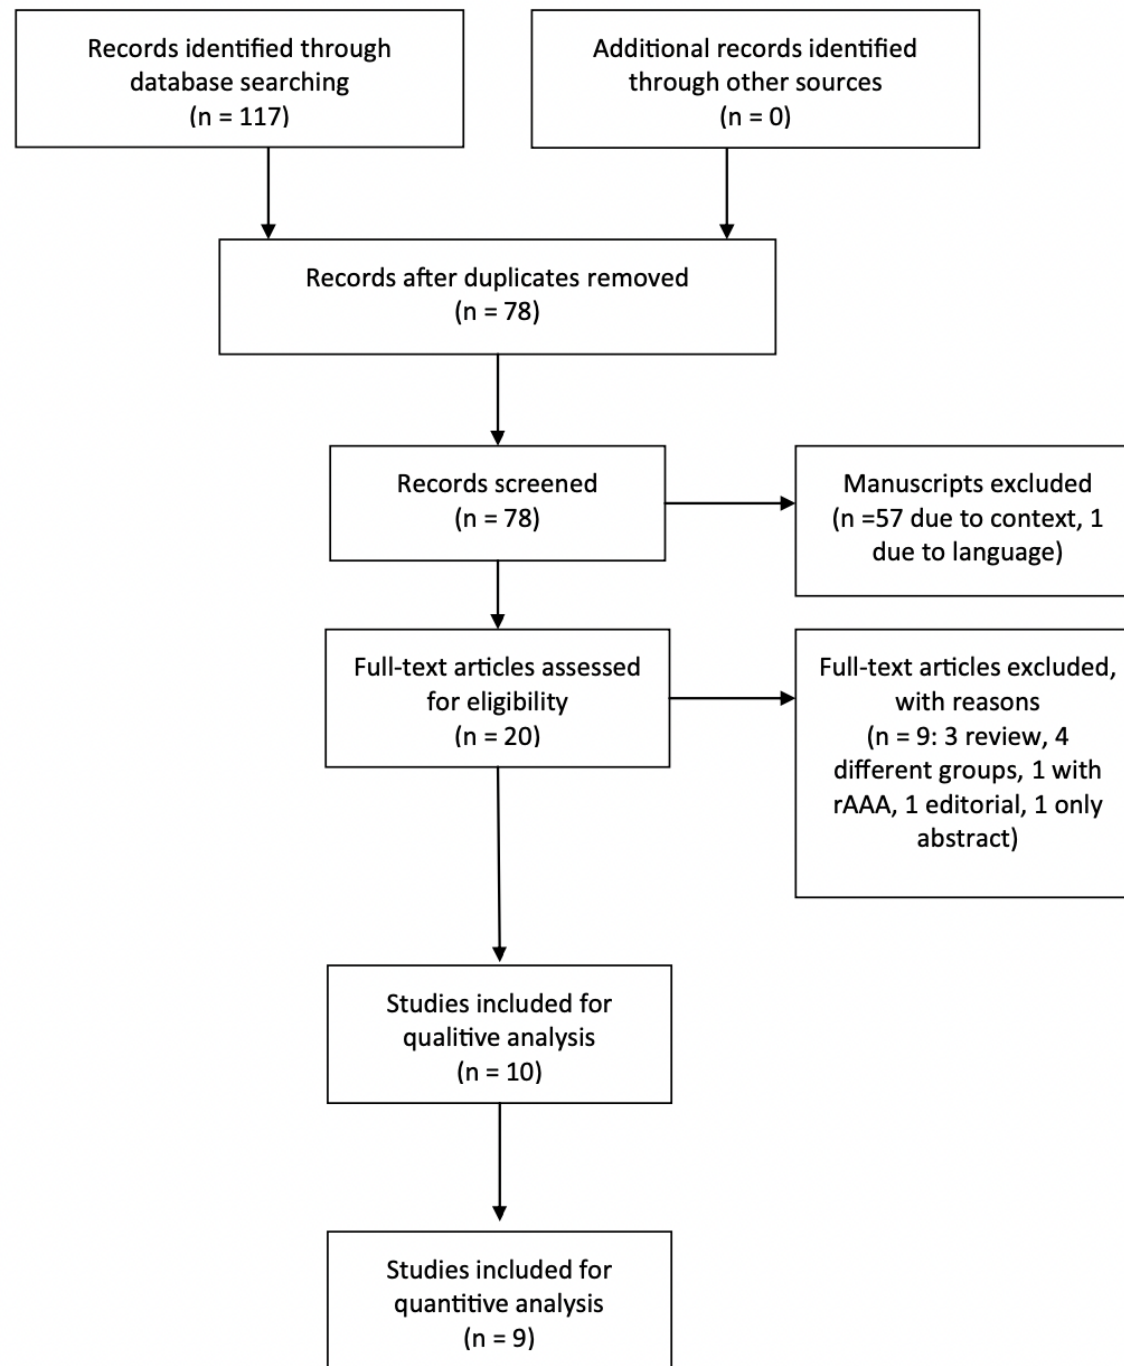 Records identified through
database searching
(n = 117)
Additional records identified
through other sources
(n = 0)
Records after duplicates removed
(n = 78)
Records screened
(n = 78)
Manuscripts excluded
(n =57 due to context, 1
due to language)
Full-text articles assessed
for eligibility
(n = 20)
Full-text articles excluded,
with reasons
(n = 9: 3 review, 4
different groups, 1 with
rAAA, 1 editorial, 1 only
abstract)
Studies included for
qualitive analysis
(n = 10)
Studies included for
quantitive analysis
(n = 9)